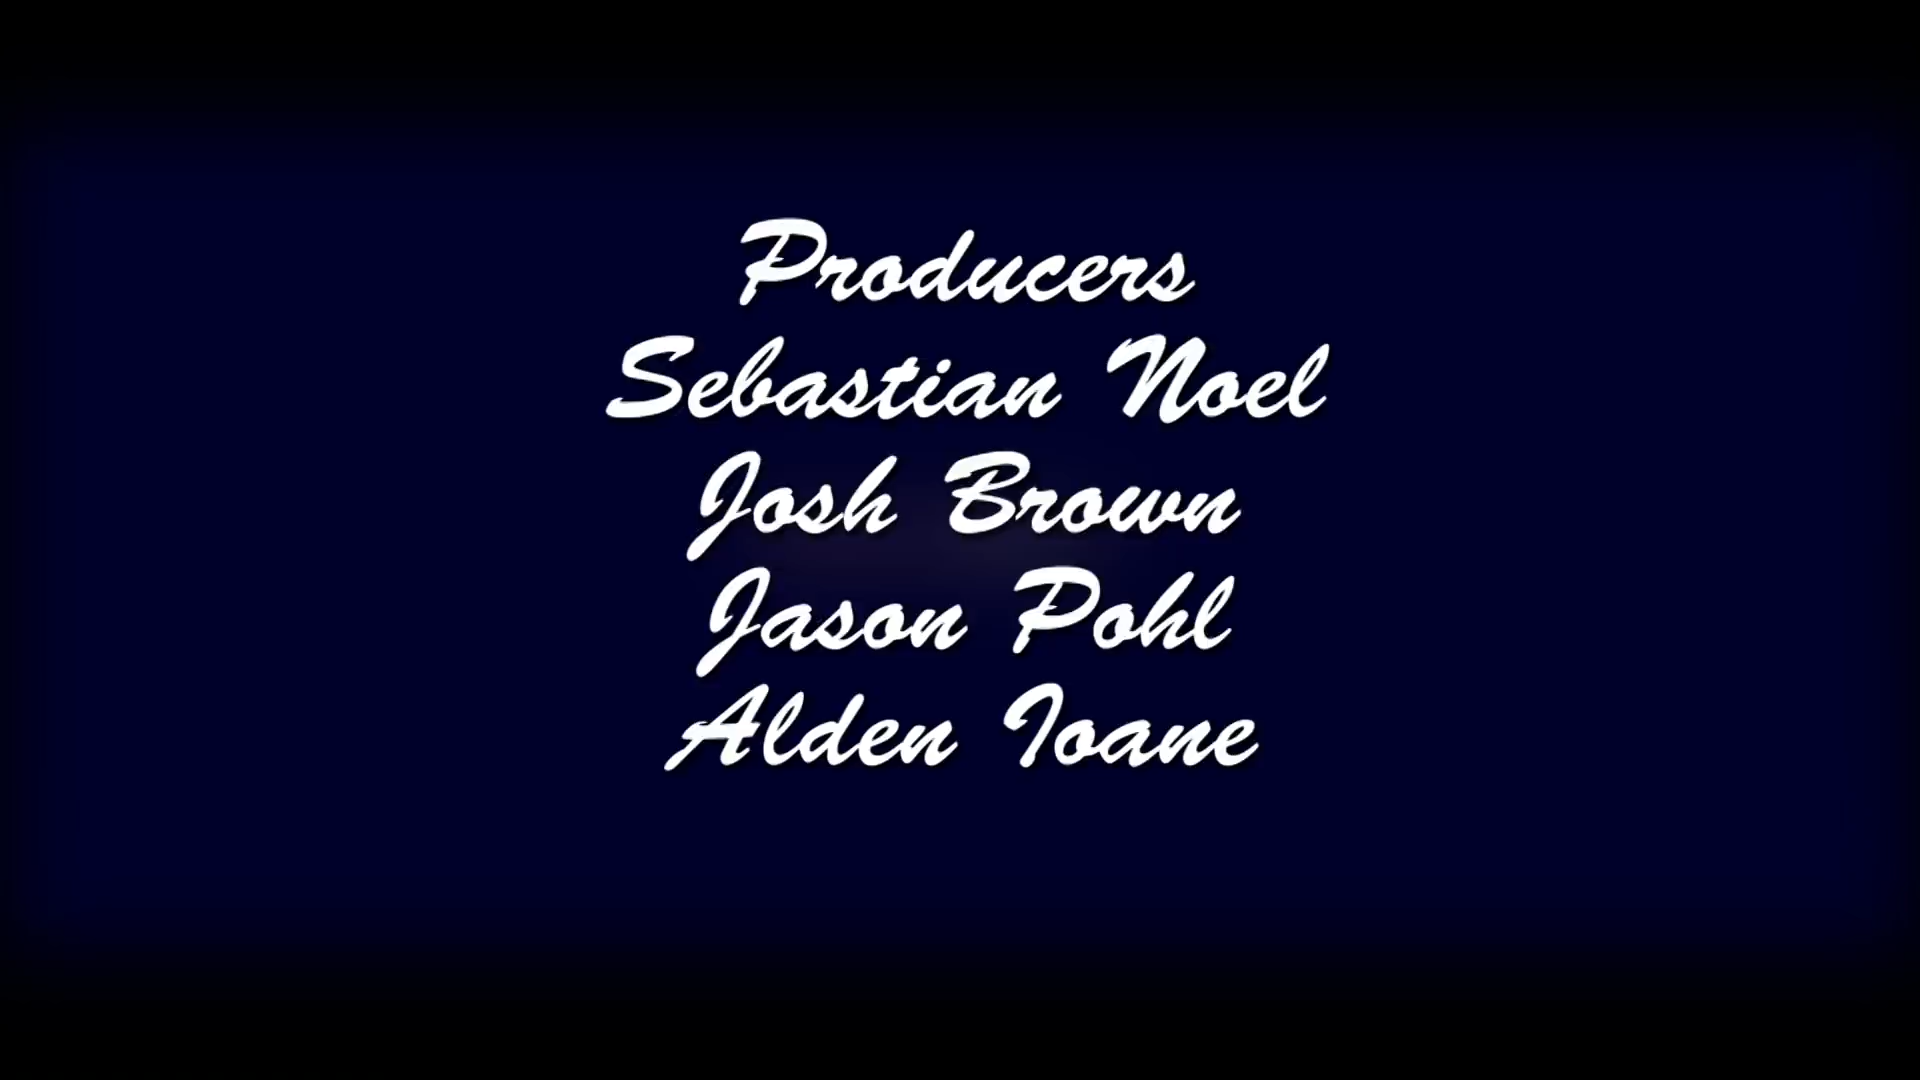 Producers
Sebastian Noel
Josh Brown
Jason Pohl
Alden Ioane